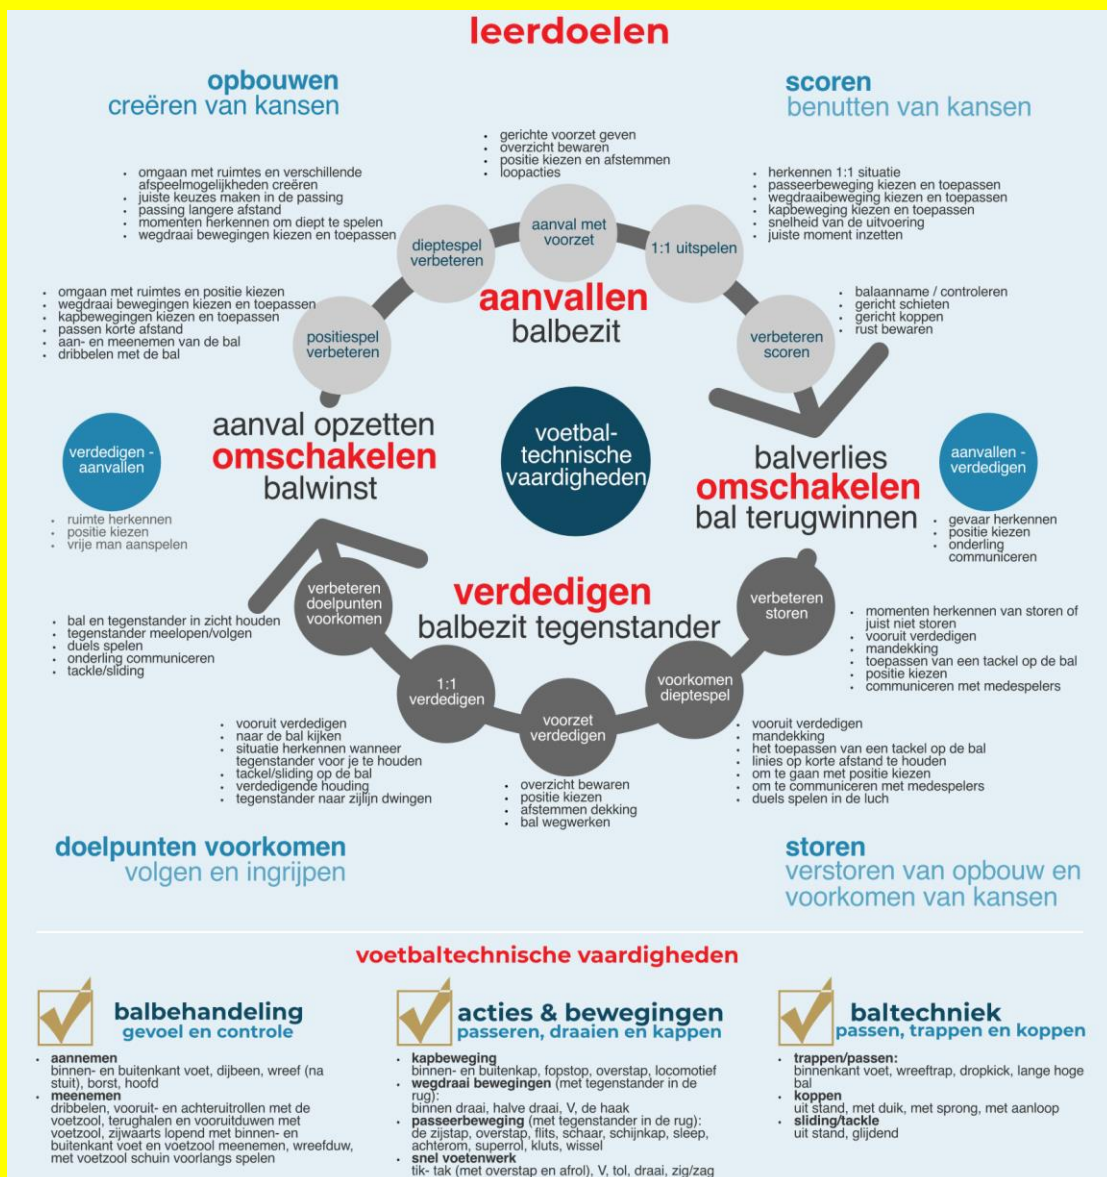 leerdoelen
opbouwen
creëren van kansen
scoren
benutten van kansen
• gerichte voorzet geven
• overzicht bewaren
• positie kiezen en afstemmen
• loopacties
• omgaan met ruimtes en verschillende
afspeelmogelijkheden creëren
• juiste keuzes maken in de passing
• passing langere afstand
• momenten herkennen om diept te spelen
• wegdraai bewegingen kiezen en toepassen
• herkennen 1:1 situatie
• passeerbeweging kiezen en toepassen
• wegdraaibeweging kiezen en toepassen
• kapbeweging kiezen en toepassen
• snelheid van de uitvoering
• juiste moment inzetten
dieptespel
verbeteren
aanval met
voorzet
1:1 uitspelen
• omgaan met ruimtes en positie kiezen
• wegdraai bewegingen kiezen en toepassen
• kapbewegingen kiezen en toepassen
• passen korte afstand
• aan- en meenemen van de bal
• dribbelen met de bal
positiespel
verbeteren
aanvallen
balbezit
verbeteren
scoren
• balaanname / controleren
• gericht schieten
• gericht koppen
• rust bewaren
verdedigen -
aanvallen
• ruimte herkennen
• positie kiezen
• vrije man aanspelen
aanval opzetten
omschakelen
balwinst
voetbal-
technische
vaardigheden
balverlies
omschakelen
bal terugwinnen
aanvallen -
verdedigen
• gevaar herkennen
• positie kiezen
• onderling
communiceren
verbeteren
doelpunten
voorkomen
verdedigen
balbezit tegenstander
verbeteren
storen
• bal en tegenstander in zicht houden
• tegenstander meelopen/volgen
• duels spelen
• onderling communiceren
• tackle/sliding
• momenten herkennen van storen of
juist niet storen
• vooruit verdedigen
• mandekking
• toepassen van een tackel op de bal
• positie kiezen
• communiceren met medespelers
1:1
verdedigen
voorzet
verdedigen
voorkomen
dieptespel
• vooruit verdedigen
• naar de bal kijken
• situatie herkennen wanneer
tegenstander voor je te houden
• tackel/sliding op de bal
• verdedigende houding
• tegenstander naar zijlijn dwingen
• overzicht bewaren
• positie kiezen
• afstemmen dekking
• bal wegwerken
• vooruit verdedigen
• mandekking
• het toepassen van een tackel op de bal
• linies op korte afstand te houden
• om te gaan met positie kiezen
• om te communiceren met medespelers
• duels spelen in de luch
doelpunten voorkomen
volgen en ingrijpen
storen
verstoren van opbouw en
voorkomen van kansen
voetbaltechnische vaardigheden
balbehandeling
gevoel en controle
• aannemen
binnen- en buitenkant voet, dijbeen, wreef (na
stuit), borst, hoofd
• meenemen
dribbelen, vooruit- en achteruitrollen met de
voetzool, terughalen en vooruitduwen met
voetzool, zijwaarts lopend met binnen- en
buitenkant voet en voetzool meenemen, wreefduw,
met voetzool schuin voorlangs spelen
acties & bewegingen
passeren, draaien en kappen
• kapbeweging
binnen- en buitenkap, fopstop, overstap, locomotief
• wegdraai bewegingen (met tegenstander in de
rug):
binnen draai, halve draai, V, de haak
• passeerbeweging (met tegenstander in de rug):
de zijstap, overstap, flits, schaar, schijnkap, sleep,
achterom, superrol, kluts, wissel
• snel voetenwerk
tik- tak (met overstap en afrol), V, tol, draai, zig/zag
baltechniek
passen, trappen en koppen
• trappen/passen:
binnenkant voet, wreeftrap, dropkick, lange hoge
bal
• koppen
uit stand, met duik, met sprong, met aanloop
• sliding/tackle
uit stand, glijdend